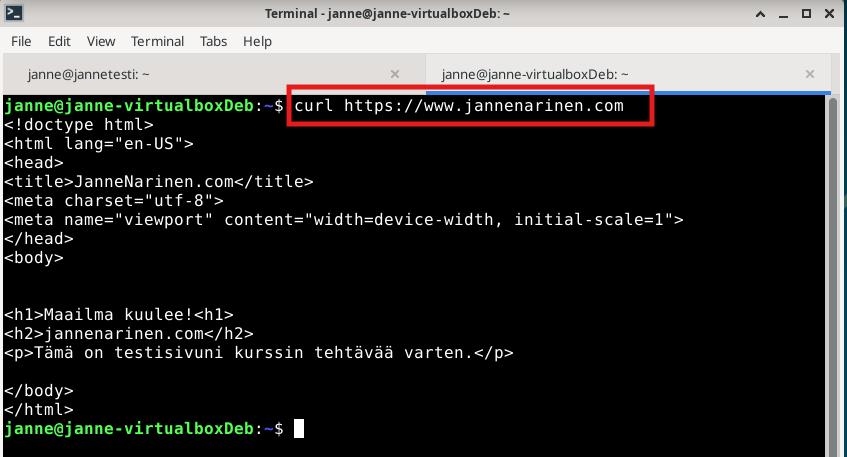 Terminal - janne@janne-virtualboxDeb: ~
File Edit View Terminal Tabs Help
janne@jannetesti: ~ janne@janne-virtualboxDeb: ~
janne@janne-virtualboxDeb:~$ curl https://www.jannenarinen.com
<!doctype html>
<html lang="en-US">
<head>
<title>JanneNarinen.com</title>
<meta charset="utf-8">
<meta name="viewport" content="width=device-width, initial-scale=1">
</head>
<body>
<h1>Maailma kuulee!<h1>
<h2>jannenarinen.com</h2>
<p>Tämä on testisivuni kurssin tehtävää varten.</p>
</body>
</html>
janne@janne-virtualboxDeb:~$